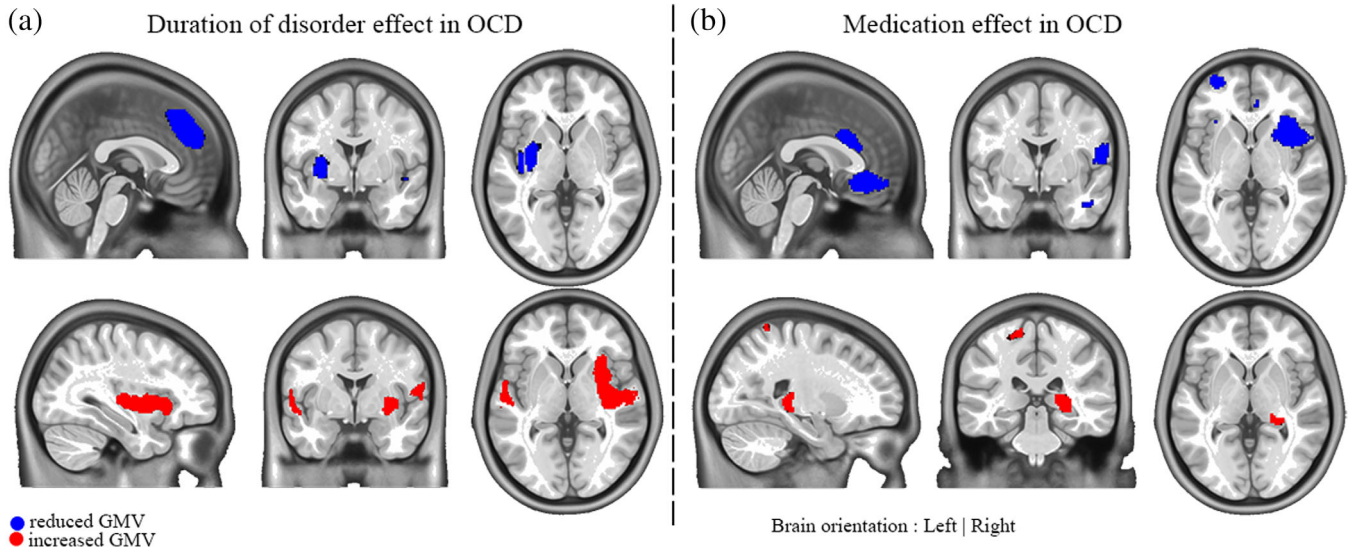 (a) Duration of disorder effect in OCD
(b) Medication effect in OCD
reduced GMV
increased GMV
Brain orientation : Left | Right